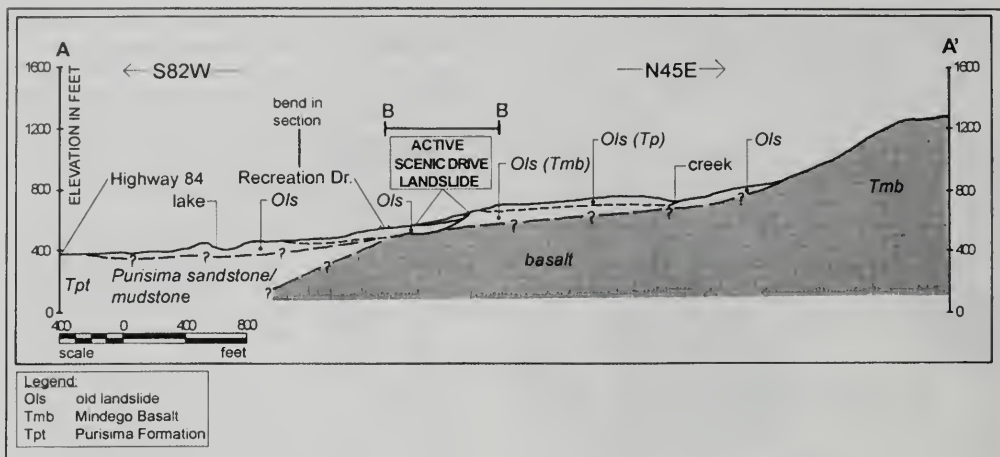 A
A'
1600
1200
800
400
0
ELEVATION IN FEET
S82W
N45E
1600
1200
800
400
0
bend in
section
B
B
ACTIVE
SCENIC DRIVE
LANDSLIDE
Highway 84
lake
Ols
Recreation Dr.
Ols
Ols (Tmb)
Ols (Tp)
creek
Ols
Tmb
basalt
Tpt
Purisima sandstone/
mudstone
? ? ? ? ? ? ? ? ? ? ?
400 0 400 800
scale feet
Legend:
Ols old landslide
Tmb Mindego Basalt
Tpt Purisima Formation